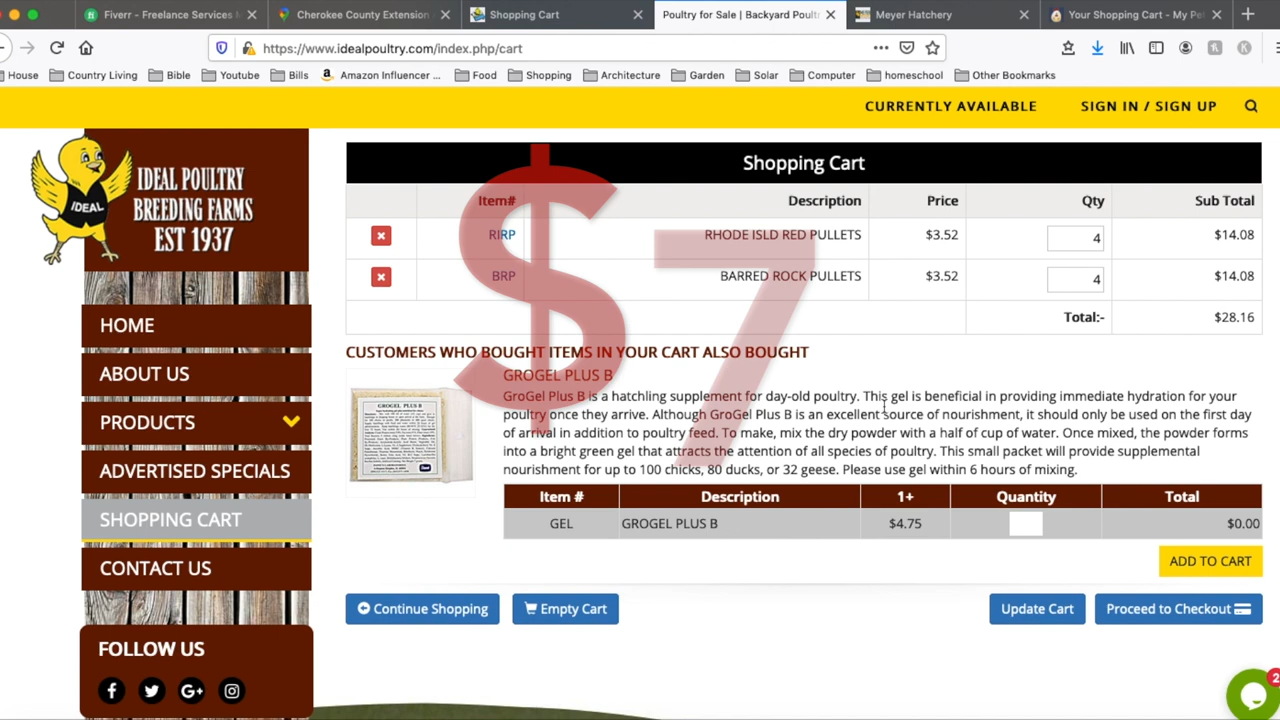 Fiverr - Freelance Services M
Cherokee County Extension
Shopping Cart
Poultry for Sale | Backyard Poult
Meyer Hatchery
Your Shopping Cart - My Pe
https://www.idealpoultry.com/index.php/cart
House
Country Living
Bible
Youtube
Bills
Amazon Influencer ...
Food
Shopping
Architecture
Garden
Solar
Computer
homeschool
Other Bookmarks
CURRENTLY AVAILABLE
SIGN IN / SIGN UP
IDEAL
IDEAL POULTRY
BREEDING FARMS
EST 1937
HOME
ABOUT US
PRODUCTS
ADVERTISED SPECIALS
SHOPPING CART
CONTACT US
FOLLOW US
Shopping Cart
Item# Description Price Qty Sub Total
RIRP RHODE ISLD RED PULLETS $3.52 4 $14.08
BRP BARRED ROCK PULLETS $3.52 4 $14.08
Total:- $28.16
$7
CUSTOMERS WHO BOUGHT ITEMS IN YOUR CART ALSO BOUGHT
GROGEL PLUS B
GroGel Plus B is a hatchling supplement for day-old poultry. This gel is beneficial in providing immediate hydration for your
poultry once they arrive. Although GroGel Plus B is an excellent source of nourishment, it should only be used on the first day
of arrival in addition to poultry feed. To make, mix the dry powder with a half of cup of water. Once mixed, the powder forms
into a bright green gel that attracts the attention of all species of poultry. This small packet will provide supplemental
nourishment for up to 100 chicks, 80 ducks, or 32 geese. Please use gel within 6 hours of mixing.
GROGEL PLUS B
Item # Description 1+ Quantity Total
GEL GROGEL PLUS B $4.75 $0.00
ADD TO CART
Continue Shopping
Empty Cart
Update Cart
Proceed to Checkout
2